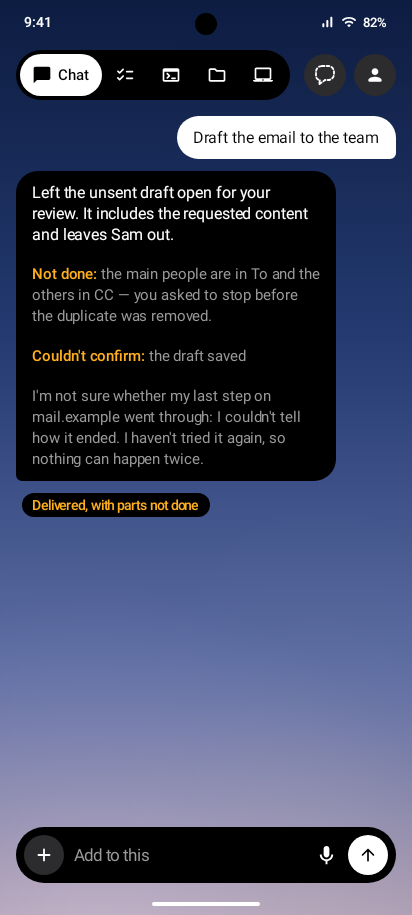 9:41
82%
Chat
Draft the email to the team
Left the unsent draft open for your
review. It includes the requested content
and leaves Sam out.
Not done: the main people are in To and the
others in CC — you asked to stop before
the duplicate was removed.
Couldn't confirm: the draft saved
I'm not sure whether my last step on
mail.example went through: I couldn't tell
how it ended. I haven't tried it again, so
nothing can happen twice.
Delivered, with parts not done
Add to this